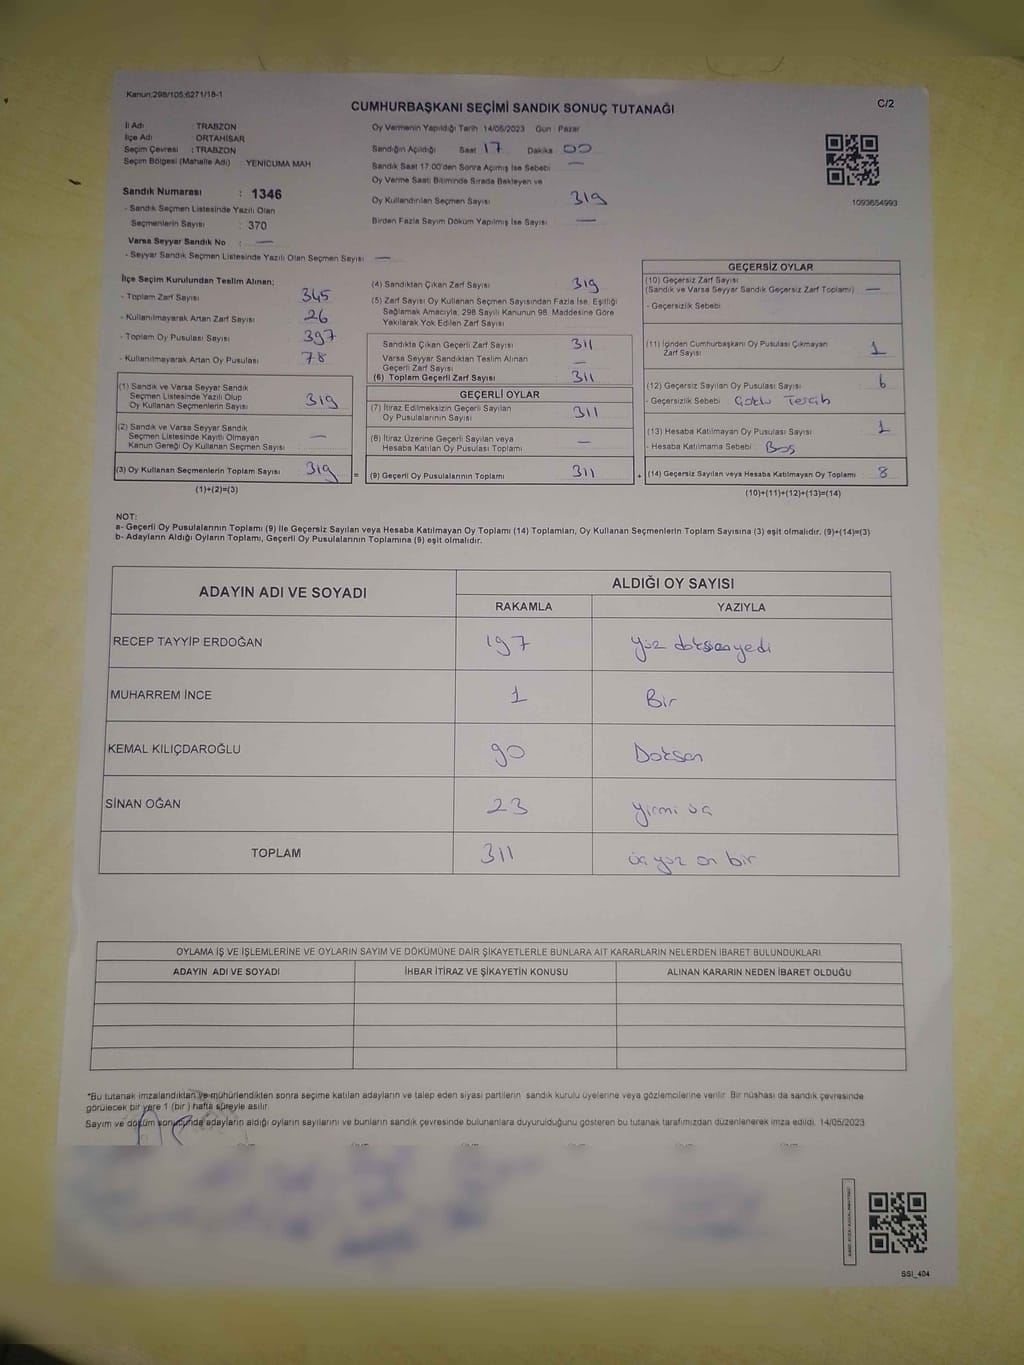 Kanun:298/105;6271/18-1
CUMHURBAŞKANI SEÇİMİ SANDIK SONUÇ TUTANAĞI
C/2
İl Adı : TRABZON
İlçe Adı : ORTAHİSAR
Seçim Çevresi : TRABZON
Seçim Bölgesi (Mahalle Adı) : YENİCUMA MAH
Sandık Numarası : 1346
- Sandık Seçmen Listesinde Yazılı Olan
Seçmenlerin Sayısı : 370
Varsa Seyyar Sandık No : —
- Seyyar Sandık Seçmen Listesinde Yazılı Olan Seçmen Sayısı : —
Oy Vermenin Yapıldığı Tarih : 14/05/2023 Gün : Pazar
Sandığın Açıldığı Saat 17 Dakika 00
Sandık Saat 17:00'den Sonra Açılmış İse Sebebi —
Oy Verme Saati Bitiminde Sırada Bekleyen ve
Oy Kullandırılan Seçmen Sayısı 319
Birden Fazla Sayım Döküm Yapılmış İse Sayısı —
1093654993
İlçe Seçim Kurulundan Teslim Alınan;
- Toplam Zarf Sayısı 345
- Kullanılmayarak Artan Zarf Sayısı 26
- Toplam Oy Pusulası Sayısı 397
- Kullanılmayarak Artan Oy Pusulası 78
(1) Sandık ve Varsa Seyyar Sandık
Seçmen Listesinde Yazılı Olup
Oy Kullanan Seçmenlerin Sayısı 319
(2) Sandık ve Varsa Seyyar Sandık
Seçmen Listesinde Kayıtlı Olmayan
Kanun Gereği Oy Kullanan Seçmen Sayısı —
(3) Oy Kullanan Seçmenlerin Toplam Sayısı 319 =
(1)+(2)=(3)
(4) Sandıktan Çıkan Zarf Sayısı 319
(5) Zarf Sayısı Oy Kullanan Seçmen Sayısından Fazla İse, Eşitliği
Sağlamak Amacıyla, 298 Sayılı Kanunun 98. Maddesine Göre
Yakılarak Yok Edilen Zarf Sayısı
Sandıkta Çıkan Geçerli Zarf Sayısı 311
Varsa Seyyar Sandıktan Teslim Alınan
Geçerli Zarf Sayısı —
(6) Toplam Geçerli Zarf Sayısı 311
GEÇERLİ OYLAR
(7) İtiraz Edilmeksizin Geçerli Sayılan
Oy Pusulalarının Sayısı 311
(8) İtiraz Üzerine Geçerli Sayılan veya
Hesaba Katılan Oy Pusulası Toplamı —
(9) Geçerli Oy Pusulalarının Toplamı 311 +
GEÇERSİZ OYLAR
(10) Geçersiz Zarf Sayısı
(Sandık ve Varsa Seyyar Sandık Geçersiz Zarf Toplamı) —
- Geçersizlik Sebebi :
(11) İçinden Cumhurbaşkanı Oy Pusulası Çıkmayan
Zarf Sayısı 1
(12) Geçersiz Sayılan Oy Pusulası Sayısı 6
- Geçersizlik Sebebi : Çoklu Tercih
(13) Hesaba Katılmayan Oy Pusulası Sayısı 1
- Hesaba Katılmama Sebebi : Boş
(14) Geçersiz Sayılan veya Hesaba Katılmayan Oy Toplamı 8
(10)+(11)+(12)+(13)=(14)
NOT:
a- Geçerli Oy Pusulalarının Toplamı (9) ile Geçersiz Sayılan veya Hesaba Katılmayan Oy Toplamı (14) Toplamları, Oy Kullanan Seçmenlerin Toplam Sayısına (3) eşit olmalıdır. (9)+(14)=(3)
b- Adayların Aldığı Oyların Toplamı, Geçerli Oy Pusulalarının Toplamına (9) eşit olmalıdır.
ADAYIN ADI VE SOYADI
ALDIĞI OY SAYISI
RAKAMLA YAZIYLA
RECEP TAYYİP ERDOĞAN 197 yüz doksanyedi
MUHARREM İNCE 1 Bir
KEMAL KILIÇDAROĞLU 90 Doksan
SİNAN OĞAN 23 yirmi üç
TOPLAM 311 üç yüz on bir
OYLAMA İŞ VE İŞLEMLERİNE VE OYLARIN SAYIM VE DÖKÜMÜNE DAİR ŞİKAYETLERLE BUNLARA AİT KARARLARIN NELERDEN İBARET BULUNDUKLARI
ADAYIN ADI VE SOYADI İHBAR İTİRAZ VE ŞİKAYETİN KONUSU ALINAN KARARIN NEDEN İBARET OLDUĞU
*Bu tutanak imzalandıktan ve mühürlendikten sonra seçime katılan adayların ve talep eden siyasi partilerin sandık kurulu üyelerine veya gözlemcilerine verilir. Bir nüshası da sandık çevresinde
görülecek bir yere 1 (bir) hafta süreyle asılır.
Sayım ve döküm sonucunda adayların aldığı oyların sayılarını ve bunların sandık çevresinde bulunanlara duyurulduğunu gösteren bu tutanak tarafımızdan düzenlenerek imza edildi. 14/05/2023
SSI_404